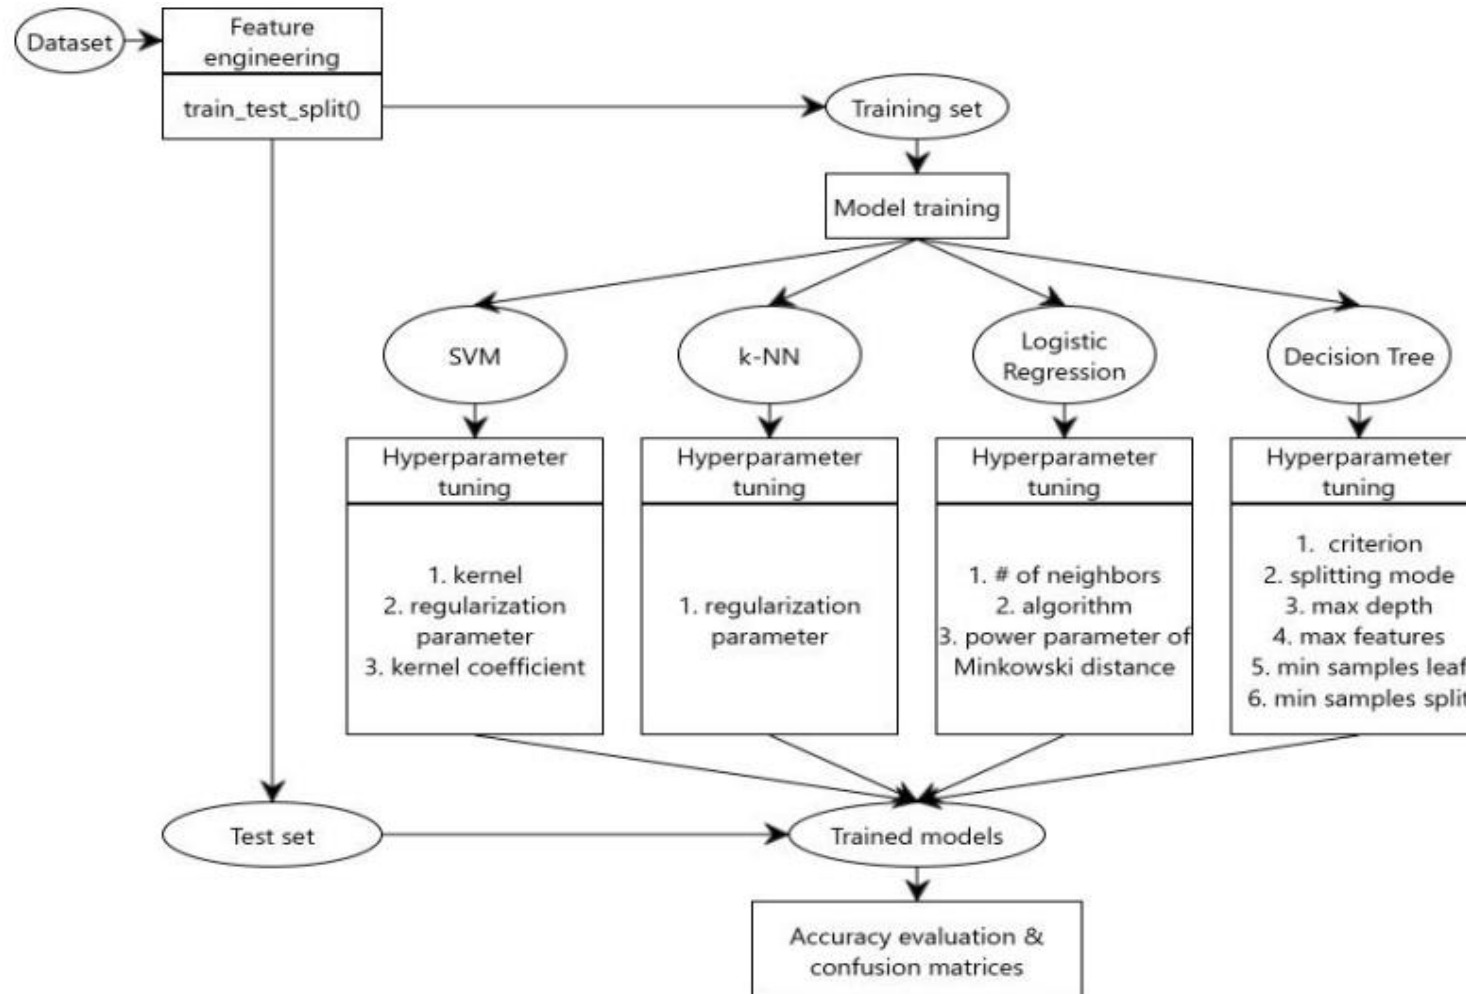 Dataset
Feature
engineering
train_test_split()
Training set
Model training
SVM
k-NN
Logistic
Regression
Decision Tree
Hyperparameter
tuning
1. kernel
2. regularization
parameter
3. kernel coefficient
Hyperparameter
tuning
1. regularization
parameter
Hyperparameter
tuning
1. # of neighbors
2. algorithm
3. power parameter of
Minkowski distance
Hyperparameter
tuning
1. criterion
2. splitting mode
3. max depth
4. max features
5. min samples leaf
6. min samples split
Test set
Trained models
Accuracy evaluation &
confusion matrices